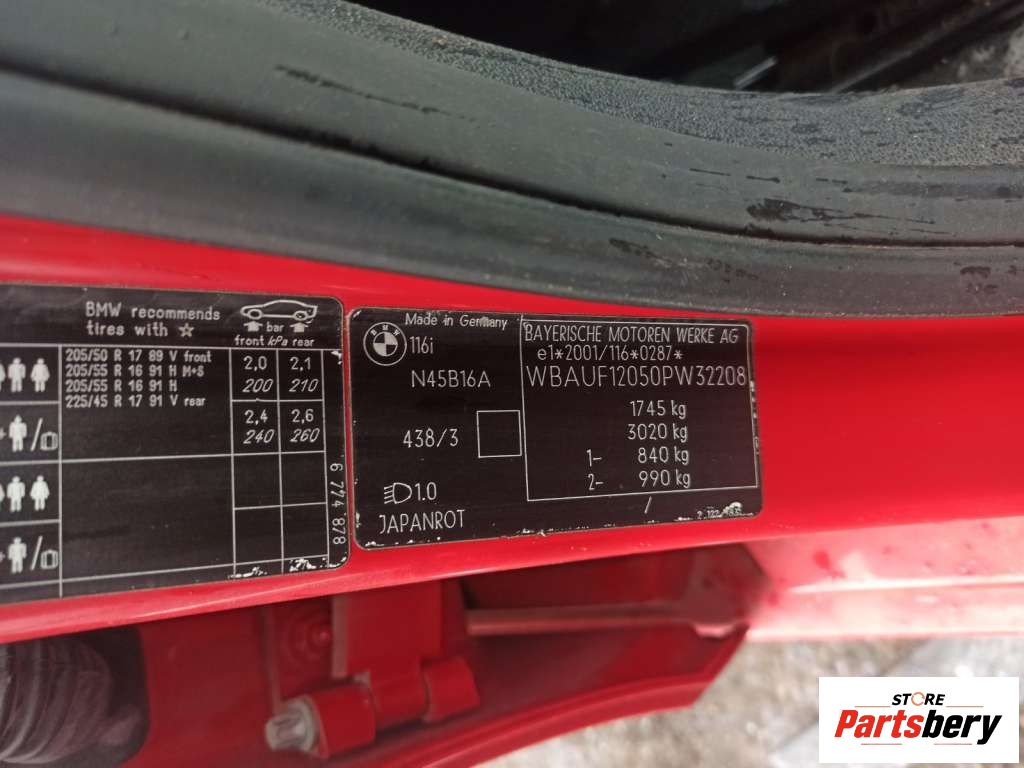 BMW recommends
tires with ☆
bar
front kPa rear
205/50 R 17 89 V front
205/55 R 16 91 H M+S
205/55 R 16 91 H
225/45 R 17 91 V rear
2,0 2,1
200 210
2,4 2,6
240 260
6 774 878
Made in Germany
BMW
116i
N45B16A
438/3
1.0
JAPANROT
BAYERISCHE MOTOREN WERKE AG
e1*2001/116*0287*
WBAUF12050PW32208
1745 kg
3020 kg
1- 840 kg
2- 990 kg
/
STORE
Partsbery